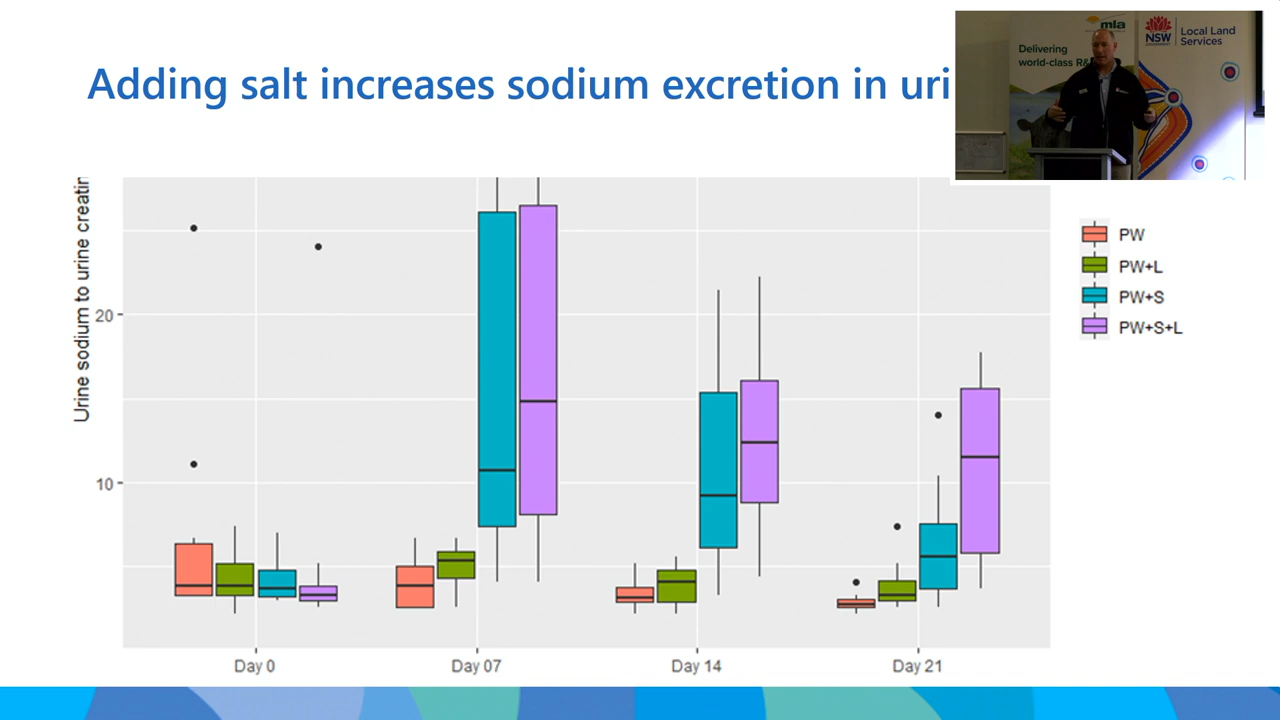 Adding salt increases sodium excretion in uri
mla
NSW
Local Land
Services
Delivering
world-class R&
Urine sodium to urine creatin
20
10
Day 0
Day 07
Day 14
Day 21
PW
PW+L
PW+S
PW+S+L